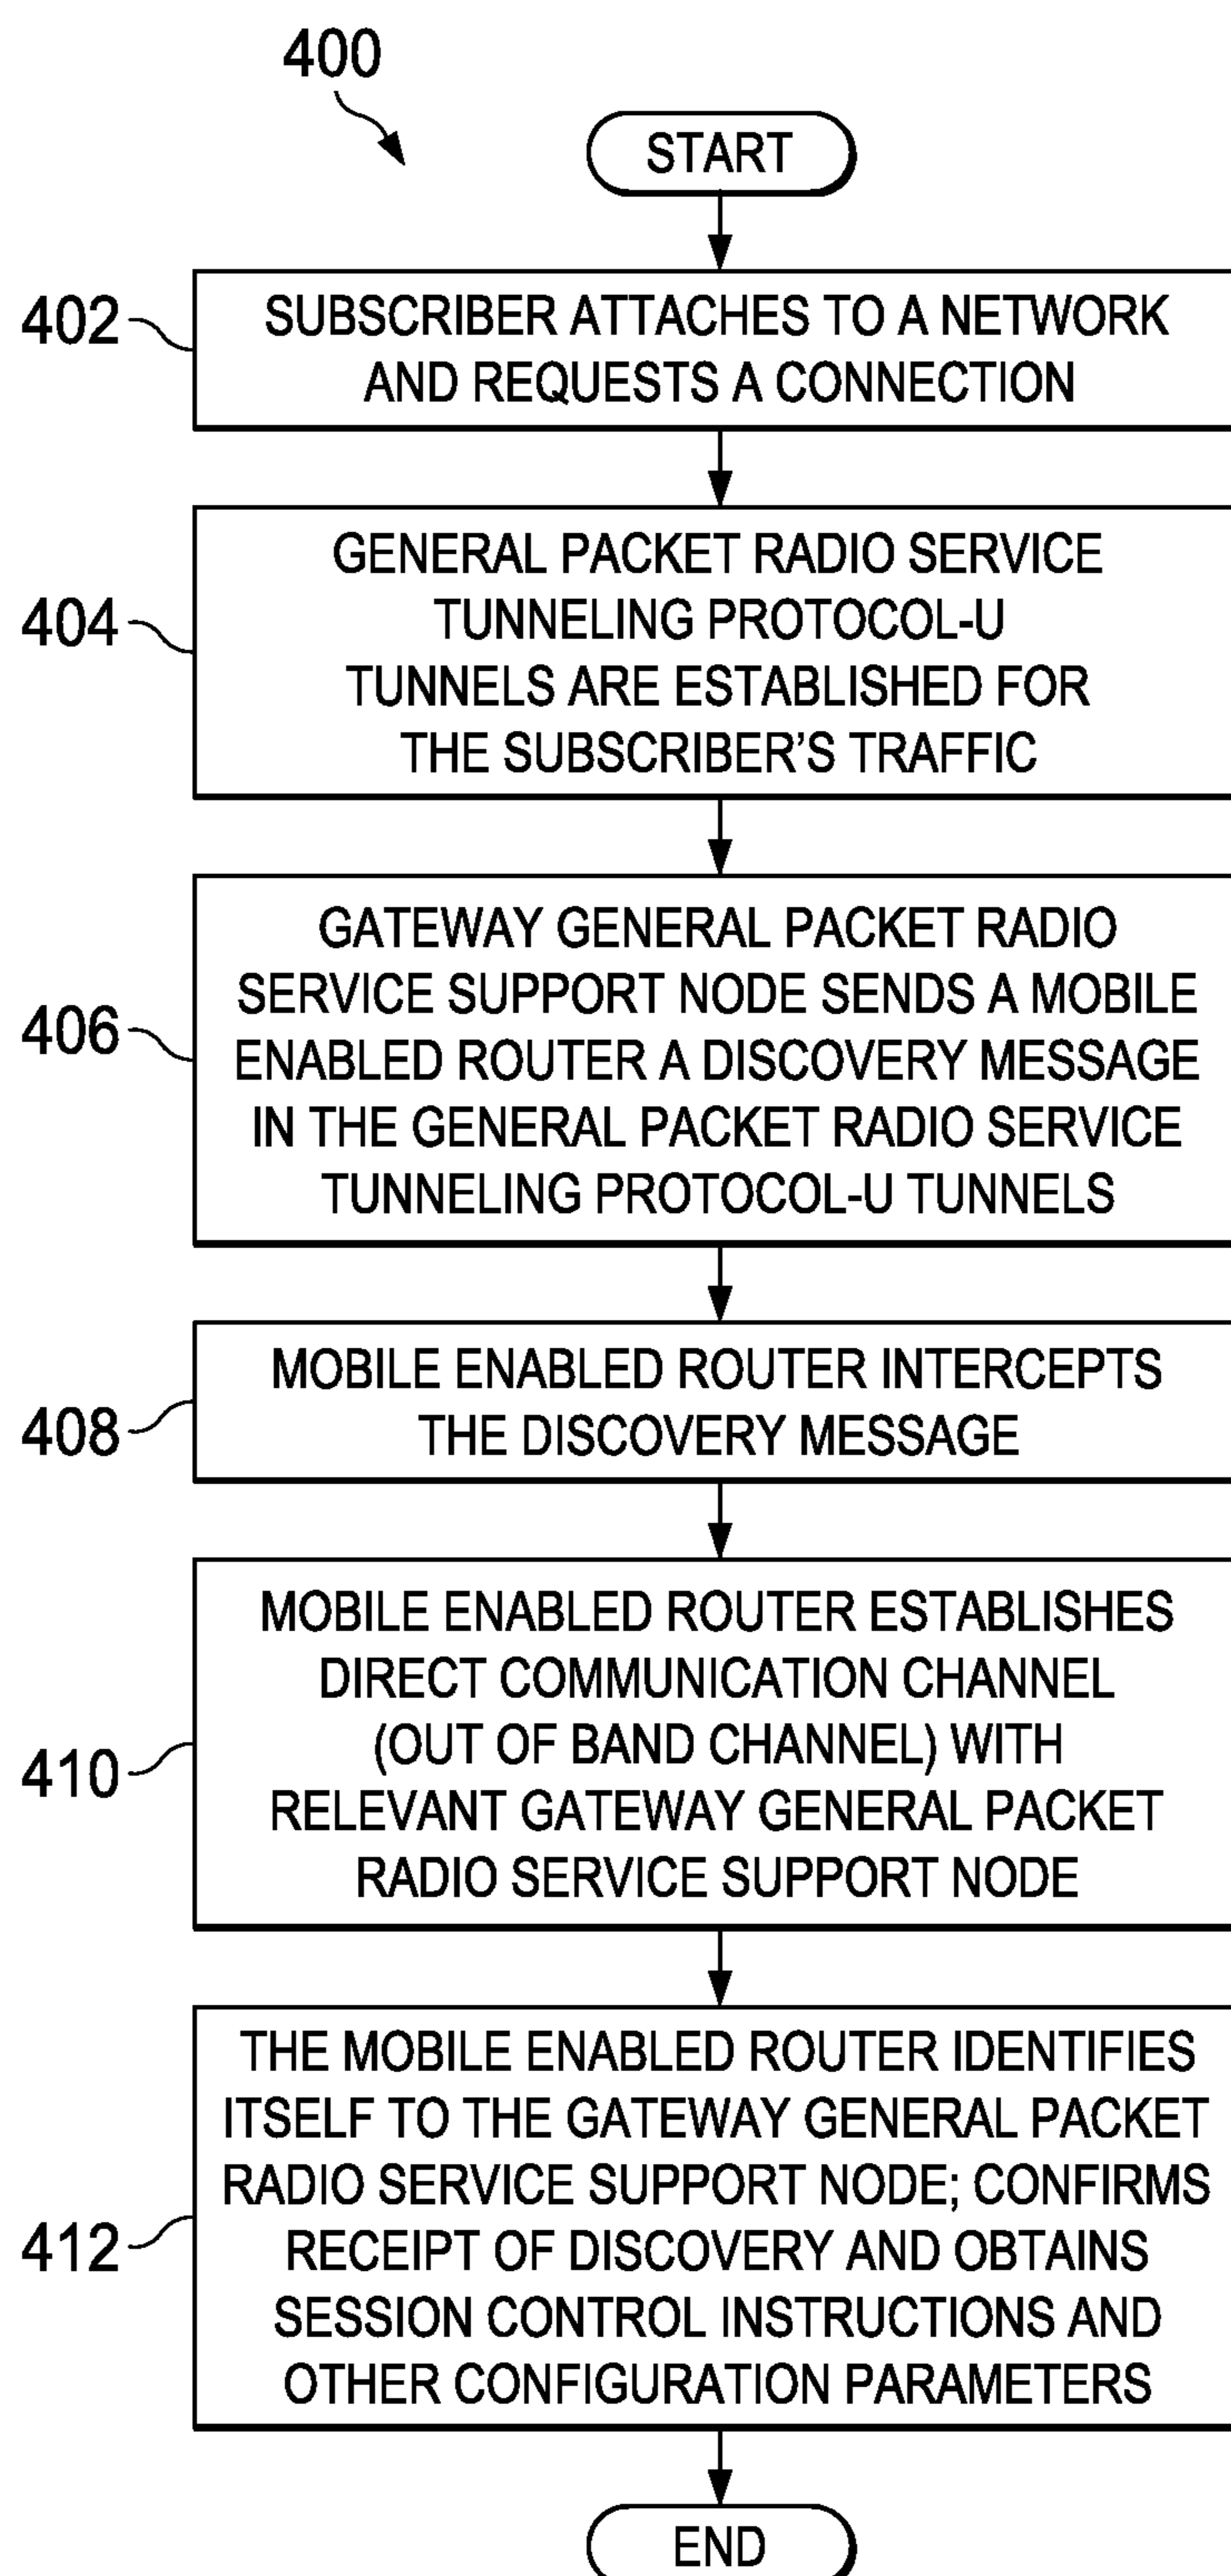 400
START
402
SUBSCRIBER ATTACHES TO A NETWORK
AND REQUESTS A CONNECTION
404
GENERAL PACKET RADIO SERVICE
TUNNELING PROTOCOL-U
TUNNELS ARE ESTABLISHED FOR
THE SUBSCRIBER'S TRAFFIC
406
GATEWAY GENERAL PACKET RADIO
SERVICE SUPPORT NODE SENDS A MOBILE
ENABLED ROUTER A DISCOVERY MESSAGE
IN THE GENERAL PACKET RADIO SERVICE
TUNNELING PROTOCOL-U TUNNELS
408
MOBILE ENABLED ROUTER INTERCEPTS
THE DISCOVERY MESSAGE
410
MOBILE ENABLED ROUTER ESTABLISHES
DIRECT COMMUNICATION CHANNEL
(OUT OF BAND CHANNEL) WITH
RELEVANT GATEWAY GENERAL PACKET
RADIO SERVICE SUPPORT NODE
412
THE MOBILE ENABLED ROUTER IDENTIFIES
ITSELF TO THE GATEWAY GENERAL PACKET
RADIO SERVICE SUPPORT NODE; CONFIRMS
RECEIPT OF DISCOVERY AND OBTAINS
SESSION CONTROL INSTRUCTIONS AND
OTHER CONFIGURATION PARAMETERS
END